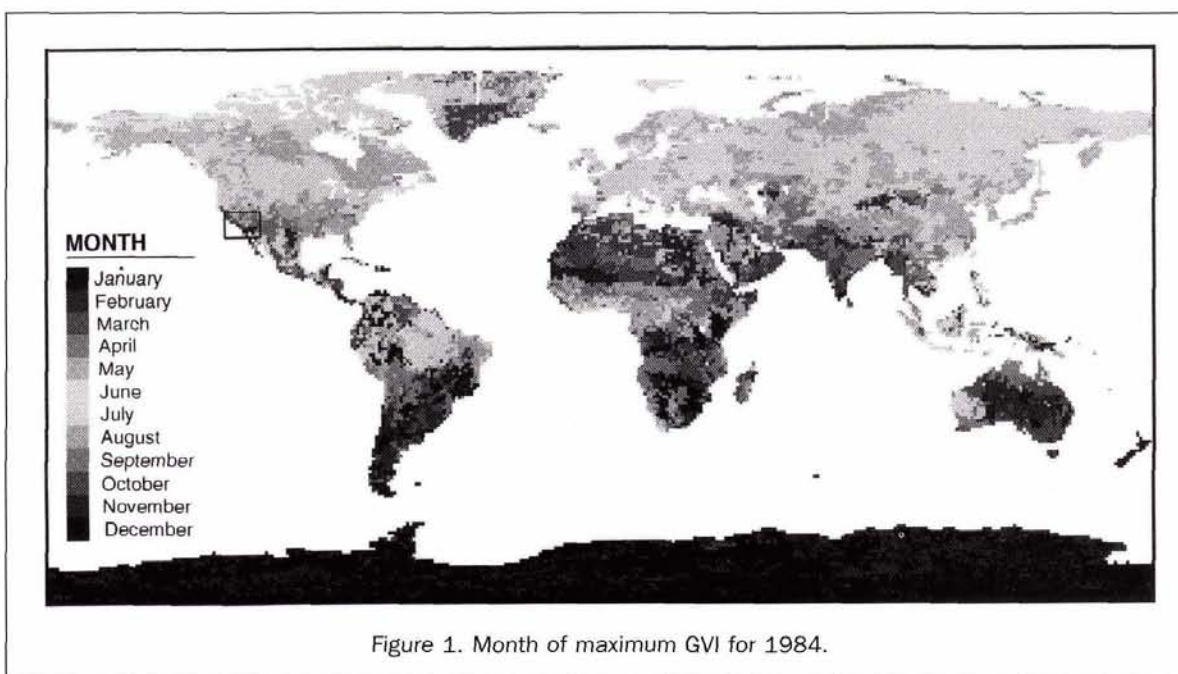 MONTH
January
February
March
April
May
June
July
August
September
October
November
December
Figure 1. Month of maximum GVI for 1984.